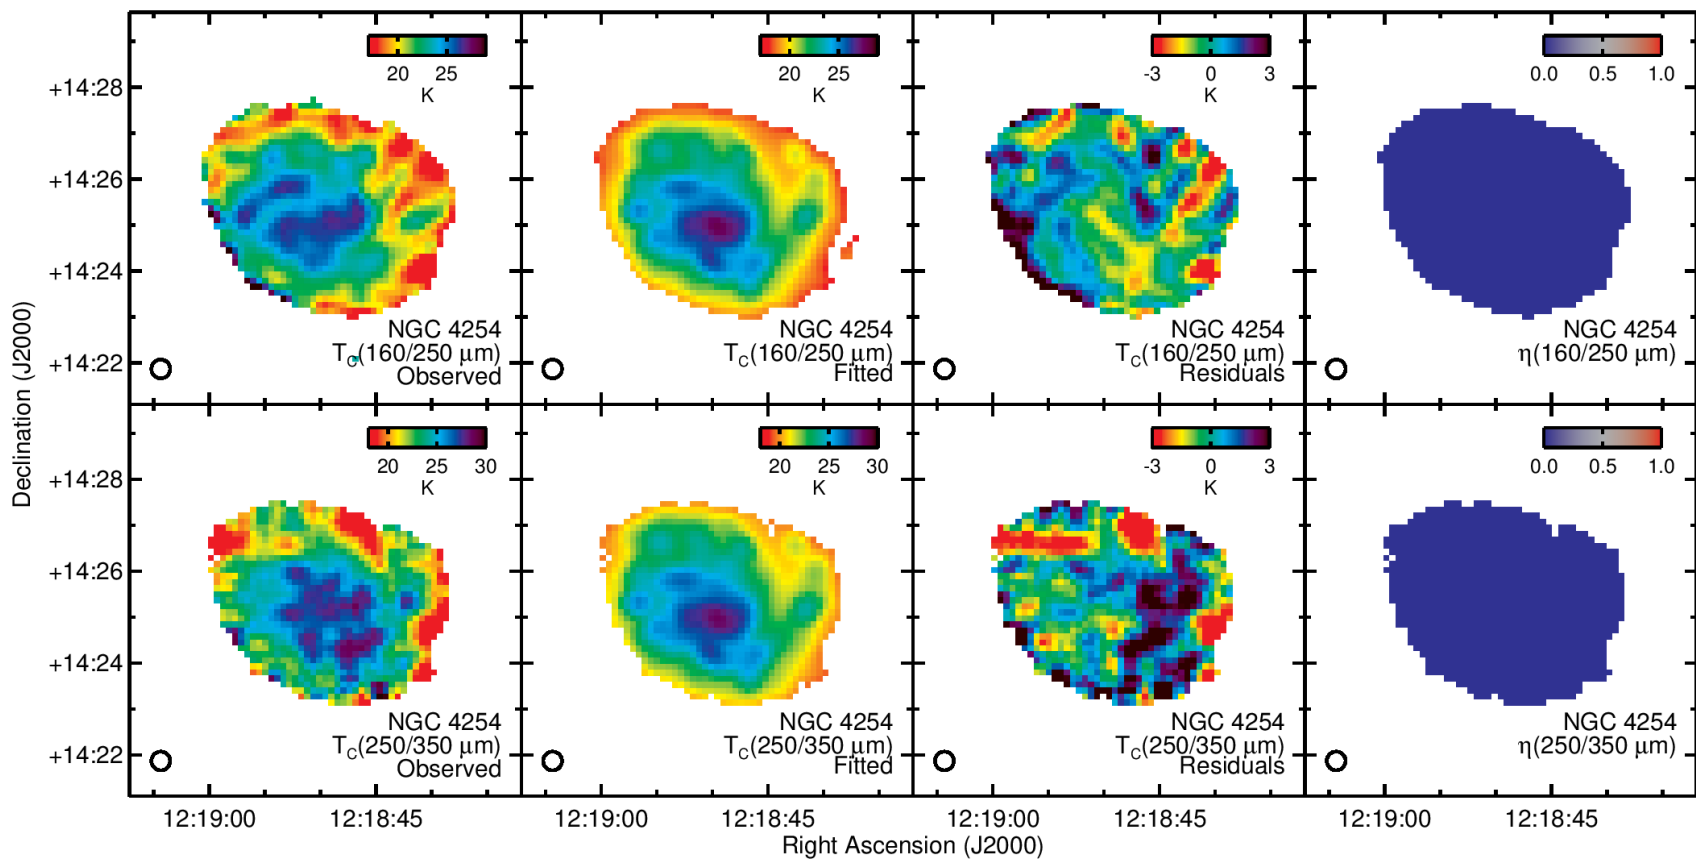 20 25
K
+14:28
+14:26
+14:24
+14:22
NGC 4254
T_C(160/250 μm)
Observed
20 25
K
NGC 4254
T_C(160/250 μm)
Fitted
-3 0 3
K
NGC 4254
T_C(160/250 μm)
Residuals
0.0 0.5 1.0
NGC 4254
η(160/250 μm)
Declination (J2000)
20 25 30
K
+14:28
+14:26
+14:24
+14:22
NGC 4254
T_C(250/350 μm)
Observed
20 25 30
K
NGC 4254
T_C(250/350 μm)
Fitted
-3 0 3
K
NGC 4254
T_C(250/350 μm)
Residuals
0.0 0.5 1.0
NGC 4254
η(250/350 μm)
12:19:00 12:18:45 12:19:00 12:18:45 12:19:00 12:18:45 12:19:00 12:18:45
Right Ascension (J2000)